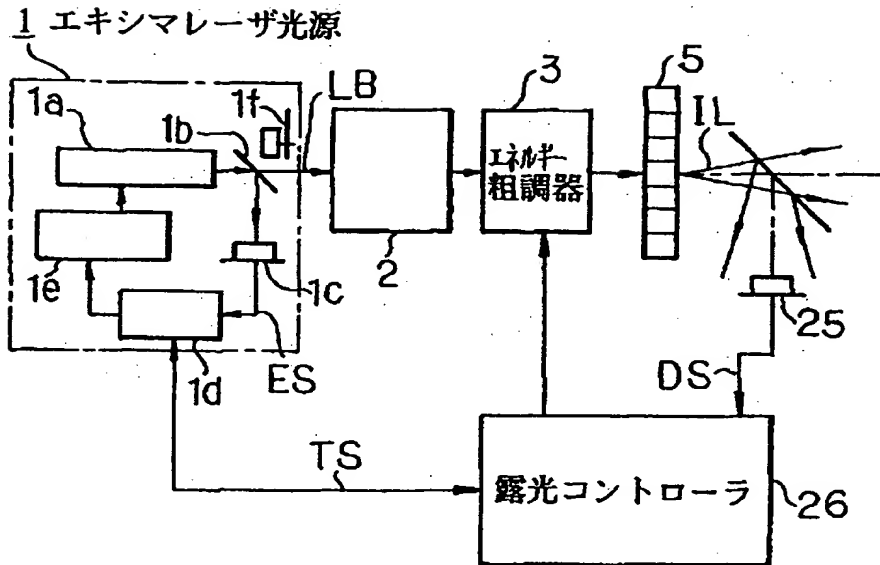 1 エキシマレーザ光源
1a
1b
1f
LB
3
5
IL
エネルギー
粗調器
2
1e
1c
1d
ES
25
DS
TS
露光コントローラ
26